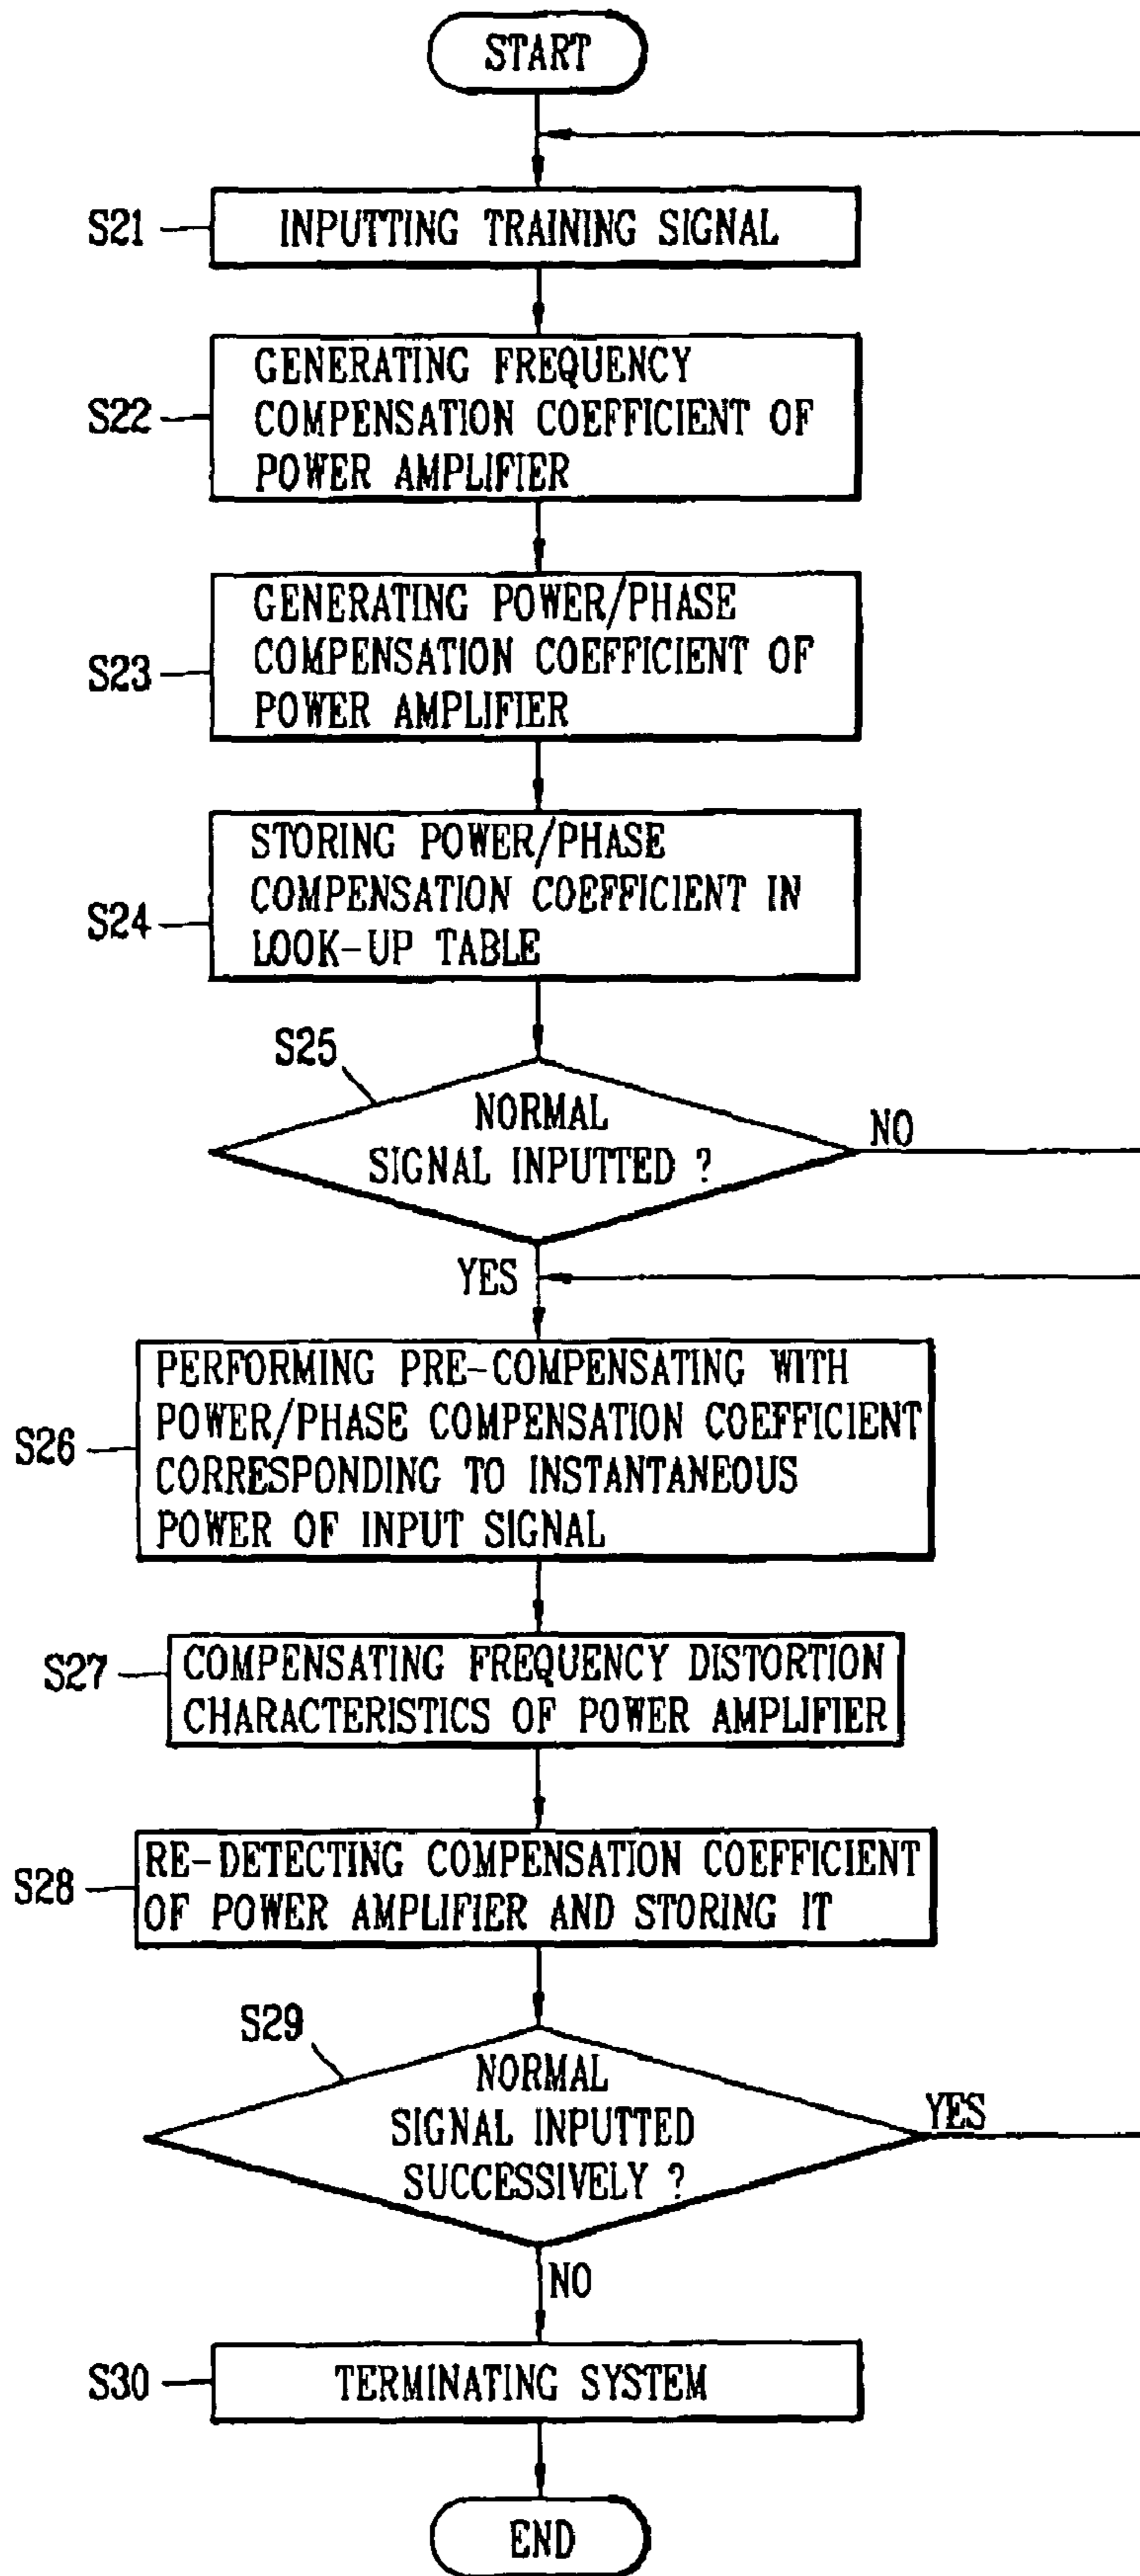 START
S21
INPUTTING TRAINING SIGNAL
S22
GENERATING FREQUENCY
COMPENSATION COEFFICIENT OF
POWER AMPLIFIER
S23
GENERATING POWER/PHASE
COMPENSATION COEFFICIENT OF
POWER AMPLIFIER
S24
STORING POWER/PHASE
COMPENSATION COEFFICIENT IN
LOOK-UP TABLE
S25
NORMAL
SIGNAL INPUTTED ?
NO
YES
S26
PERFORMING PRE-COMPENSATING WITH
POWER/PHASE COMPENSATION COEFFICIENT
CORRESPONDING TO INSTANTANEOUS
POWER OF INPUT SIGNAL
S27
COMPENSATING FREQUENCY DISTORTION
CHARACTERISTICS OF POWER AMPLIFIER
S28
RE-DETECTING COMPENSATION COEFFICIENT
OF POWER AMPLIFIER AND STORING IT
S29
NORMAL
SIGNAL INPUTTED
SUCCESSIVELY ?
YES
NO
S30
TERMINATING SYSTEM
END